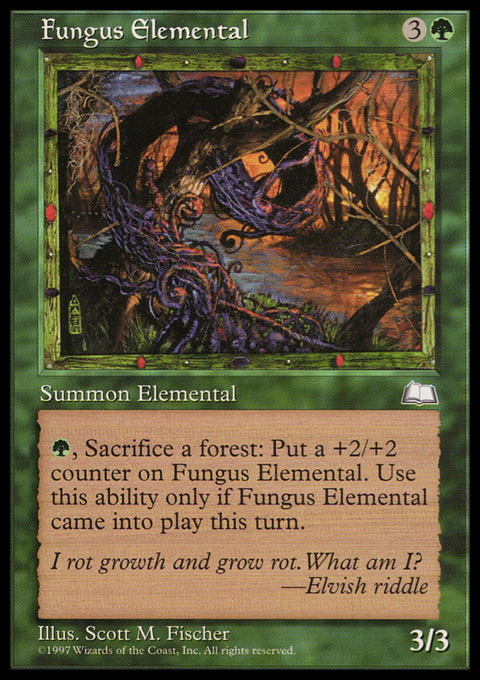 Fungus Elemental 3
Summon Elemental
, Sacrifice a forest: Put a +2/+2
counter on Fungus Elemental. Use
this ability only if Fungus Elemental
came into play this turn.
I rot growth and grow rot. What am I?
—Elvish riddle
Illus. Scott M. Fischer
©1997 Wizards of the Coast, Inc. All rights reserved.
3/3